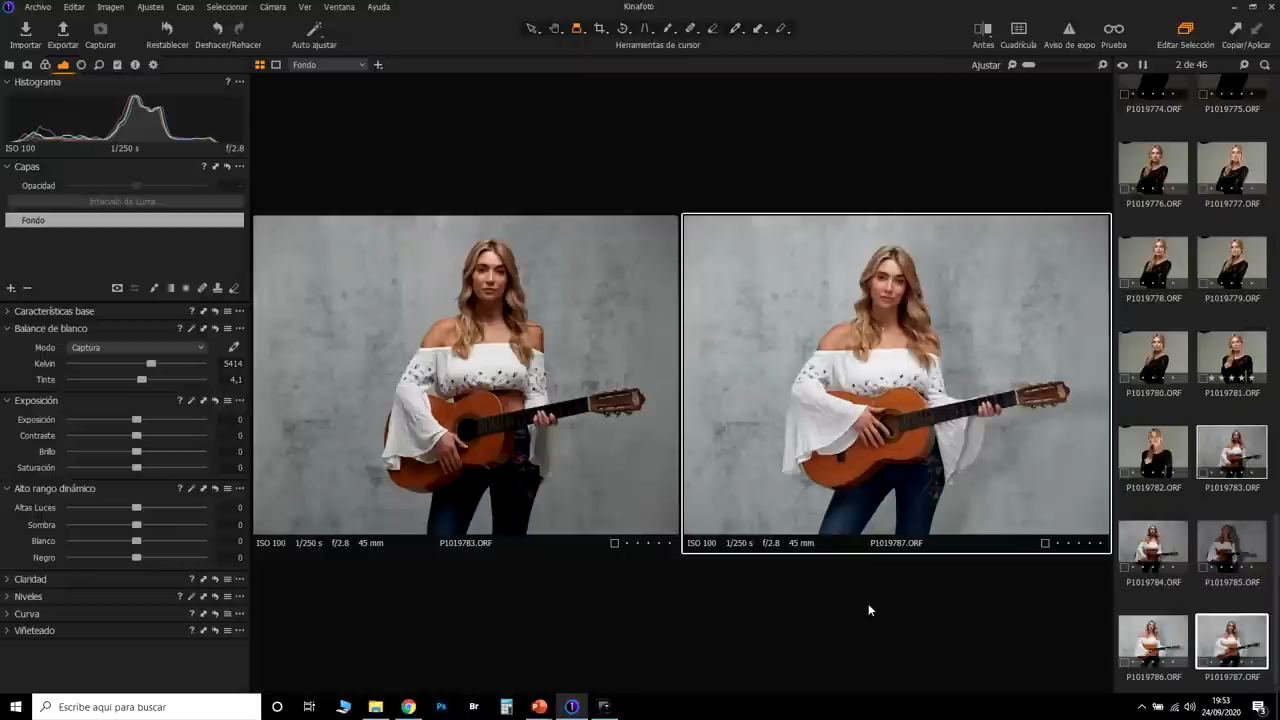 Archivo Editar Imagen Ajustes Capa Seleccionar Cámara Ver Ventana Ayuda
Kinafoto
Importar Exportar Capturar Restablecer Deshacer/Rehacer Auto ajustar
Herramientas de cursor
Antes Cuadrícula Aviso de expo Prueba Editar Selección Copiar/Aplicar
Fondo
Ajustar
2 de 46
Histograma
ISO 100 1/250 s f/2.8
Capas
Opacidad
Intervalo de Luma...
Fondo
Características base
Balance de blanco
Modo Captura
Kelvin 5414
Tinte 4,1
Exposición
Exposición 0
Contraste 0
Brillo 0
Saturación 0
Alto rango dinámico
Altas Luces 0
Sombra 0
Blanco 0
Negro 0
Claridad
Niveles
Curva
Viñeteado
ISO 100 1/250 s f/2.8 45 mm P1019783.ORF
ISO 100 1/250 s f/2.8 45 mm P1019787.ORF
P1019774.ORF P1019775.ORF
P1019776.ORF P1019777.ORF
P1019778.ORF P1019779.ORF
P1019780.ORF P1019781.ORF
P1019782.ORF P1019783.ORF
P1019784.ORF P1019785.ORF
P1019786.ORF P1019787.ORF
Escribe aquí para buscar
Ps
Br
19:53
24/09/2020